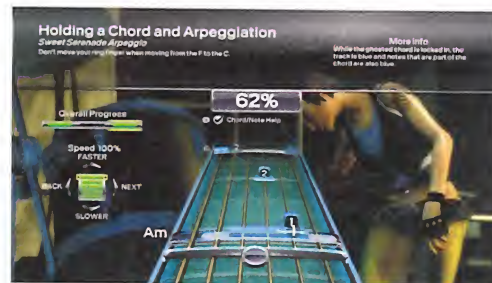 Holding a Chord and Arpeggiation
Sweet Serenade Arpeggio
Don't move your ring finger when moving from the F to the C.
More Info
While the ghosted chord is locked in, the
track is blue and notes that are part of the
chord are also blue.
62%
Chord/Note Help
Overall Progress
Speed 100%
FASTER
BACK
NEXT
SLOWER
2
1
Am